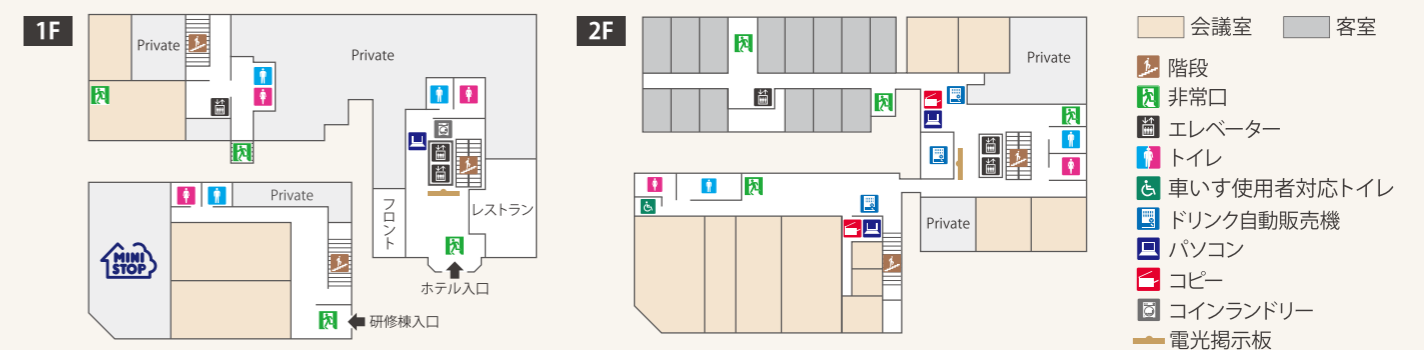 1F
Private
Private
Private
MINI
STOP
フロント
レストラン
ホテル入口
研修棟入口
2F
Private
Private
会議室
客室
階段
非常口
エレベーター
トイレ
車いす使用者対応トイレ
ドリンク自動販売機
パソコン
コピー
コインランドリー
電光掲示板